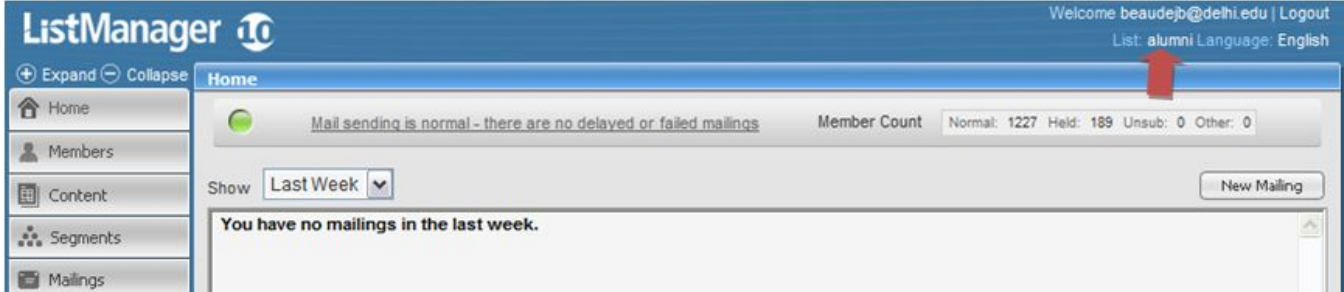 ListManager 10
Welcome beaudejb@delhi.edu | Logout
List: alumni Language: English
Expand Collapse
Home
Home
Mail sending is normal - there are no delayed or failed mailings
Member Count
Normal: 1227 Held: 189 Unsub: 0 Other: 0
Members
Content
Show Last Week
New Mailing
You have no mailings in the last week.
Segments
Mailings